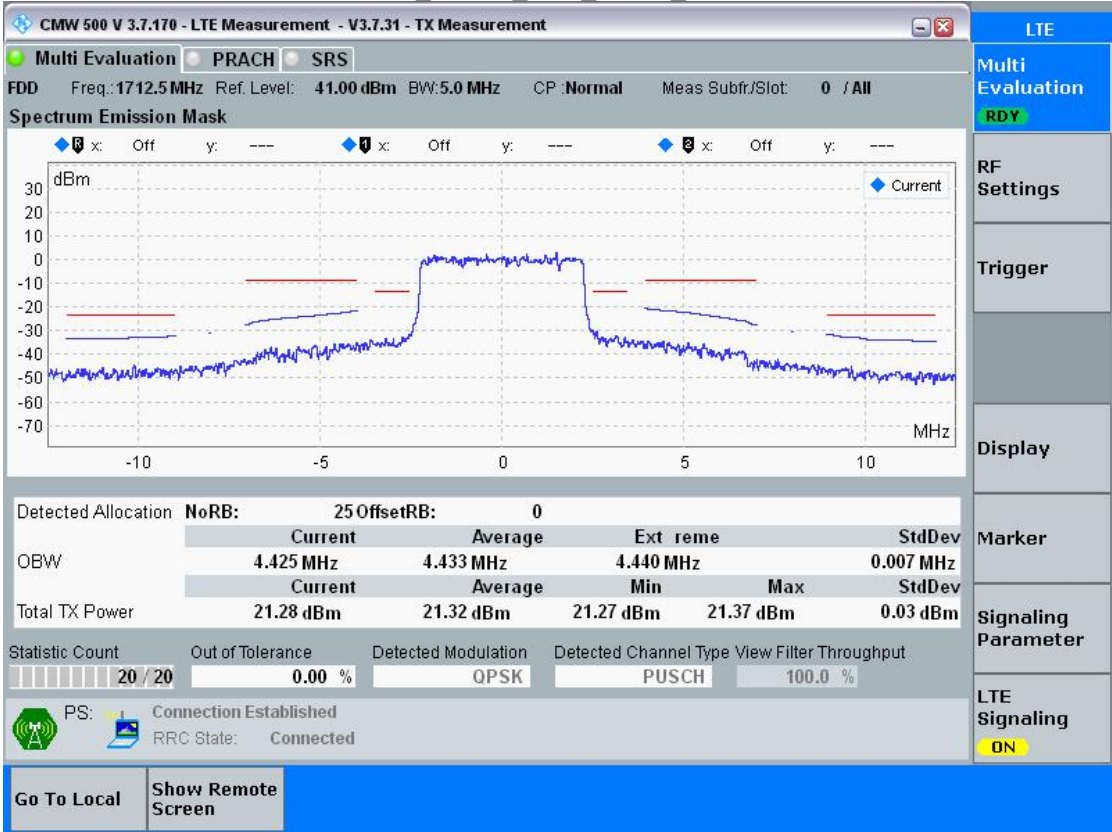 CMW 500 V 3.7.170 - LTE Measurement - V3.7.31 - TX Measurement
LTE
Multi Evaluation PRACH SRS
FDD Freq.:1712.5 MHz Ref. Level: 41.00 dBm BW:5.0 MHz CP :Normal Meas Subfr./Slot: 0 / All
Spectrum Emission Mask
R x: Off y: --- 1 x: Off y: --- 2 x: Off y: ---
dBm
Current
30
20
10
0
-10
-20
-30
-40
-50
-60
-70
MHz
-10 -5 0 5 10
Detected Allocation NoRB: 25 OffsetRB: 0
Current Average Ext reme StdDev
OBW 4.425 MHz 4.433 MHz 4.440 MHz 0.007 MHz
Current Average Min Max StdDev
Total TX Power 21.28 dBm 21.32 dBm 21.27 dBm 21.37 dBm 0.03 dBm
Statistic Count Out of Tolerance Detected Modulation Detected Channel Type View Filter Throughput
20 / 20 0.00 % QPSK PUSCH 100.0 %
PS: Connection Established
RRC State: Connected
Multi
Evaluation
RDY
RF
Settings
Trigger
Display
Marker
Signaling
Parameter
LTE
Signaling
ON
Go To Local
Show Remote
Screen